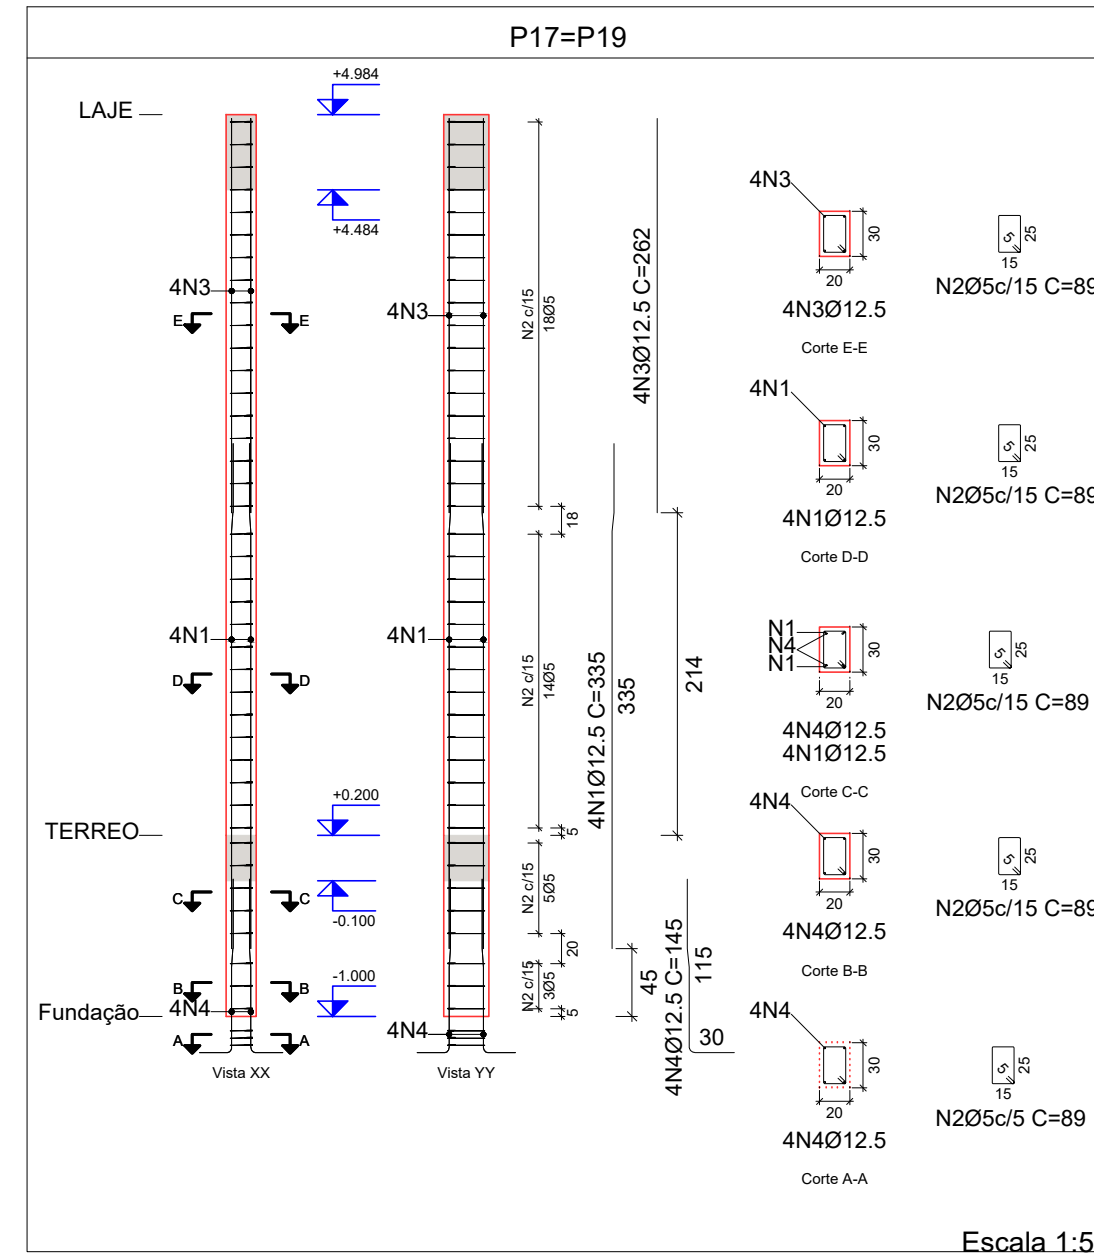 P17=P19
LAJE
+4.984
+4.484
4N3
E
E
4N3
N2 c/15
18Ø5
4N3Ø12.5 C=262
18
4N1
D
D
4N1
N2 c/15
14Ø5
4N1Ø12.5 C=335
335
214
TERREO
+0.200
5
-0.100
C
C
N2 c/15
5Ø5
20
-1.000
B
B
N2 c/15
3Ø5
5
45
4N4Ø12.5 C=145
115
30
Fundação
4N4
4N4
A
A
Vista XX
Vista YY
4N3
30
20
4N3Ø12.5
Corte E-E
5
25
15
N2Ø5c/15 C=89
4N1
30
20
4N1Ø12.5
Corte D-D
5
25
15
N2Ø5c/15 C=89
N1
N4
N1
30
20
4N4Ø12.5
4N1Ø12.5
Corte C-C
5
25
15
N2Ø5c/15 C=89
4N4
30
20
4N4Ø12.5
Corte B-B
5
25
15
N2Ø5c/15 C=89
4N4
30
20
4N4Ø12.5
Corte A-A
5
25
15
N2Ø5c/5 C=89
Escala 1:5